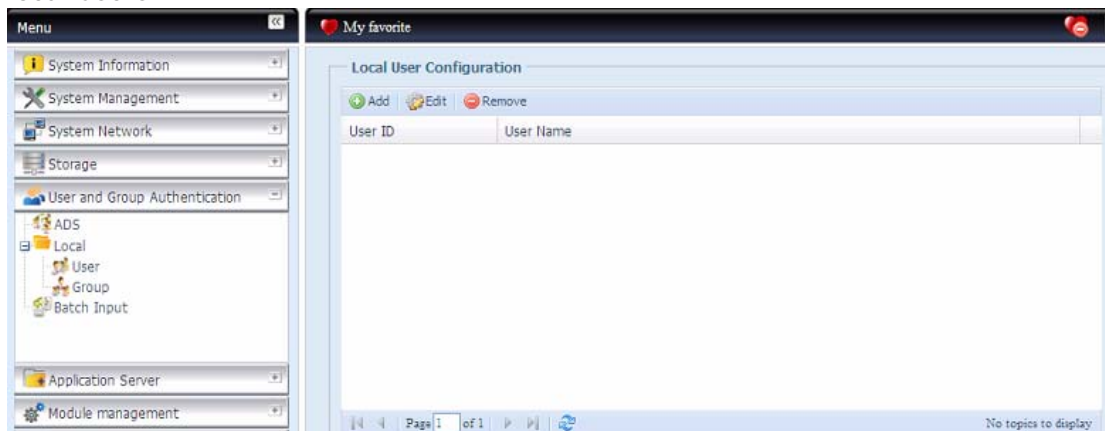 Menu
My favorite
System Information
System Management
System Network
Storage
User and Group Authentication
ADS
Local
User
Group
Batch Input
Application Server
Module management
Local User Configuration
Add Edit Remove
User ID User Name
Page 1 of 1
No topics to display